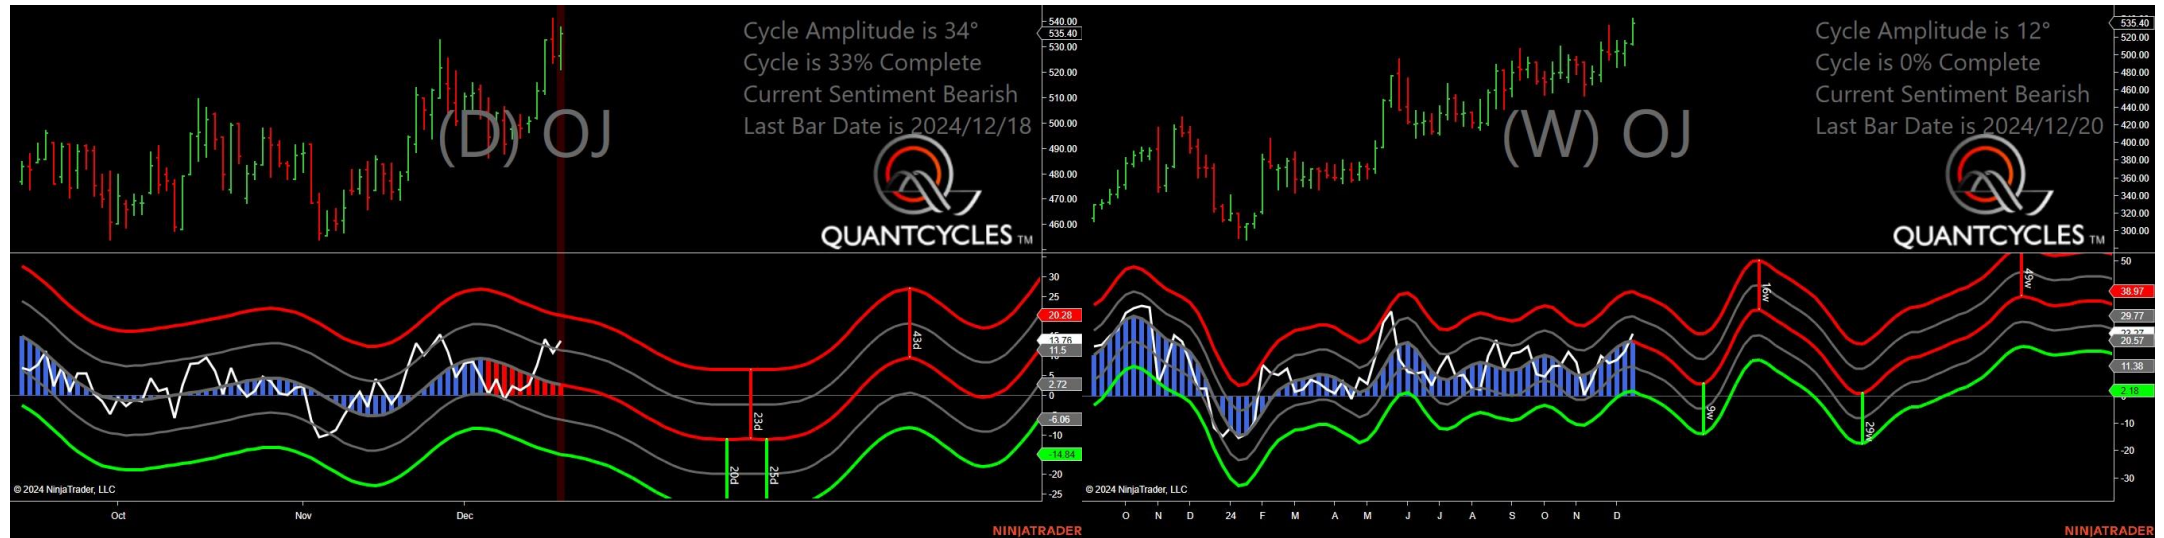 Cycle Amplitude is 34°
Cycle is 33% Complete
Current Sentiment Bearish
Last Bar Date is 2024/12/18
(D) OJ
QUANTCYCLES TM
540.00
535.40
530.00
520.00
510.00
500.00
490.00
480.00
470.00
460.00
30
25
20.28
13.76
11.5
5
2.72
0
-6.06
-10
-14.84
-20
-25
43d
23d
20d
25d
© 2024 NinjaTrader, LLC
Oct
Nov
Dec
NINJATRADER
Cycle Amplitude is 12°
Cycle is 0% Complete
Current Sentiment Bearish
Last Bar Date is 2024/12/20
(W) OJ
QUANTCYCLES TM
535.40
520.00
500.00
480.00
460.00
440.00
420.00
400.00
380.00
360.00
340.00
320.00
300.00
50
38.97
29.77
20.57
11.38
2.18
-10
-20
-30
16w
49w
9w
29w
© 2024 NinjaTrader, LLC
O N D 24 F M A M J J A S O N D
NINJATRADER